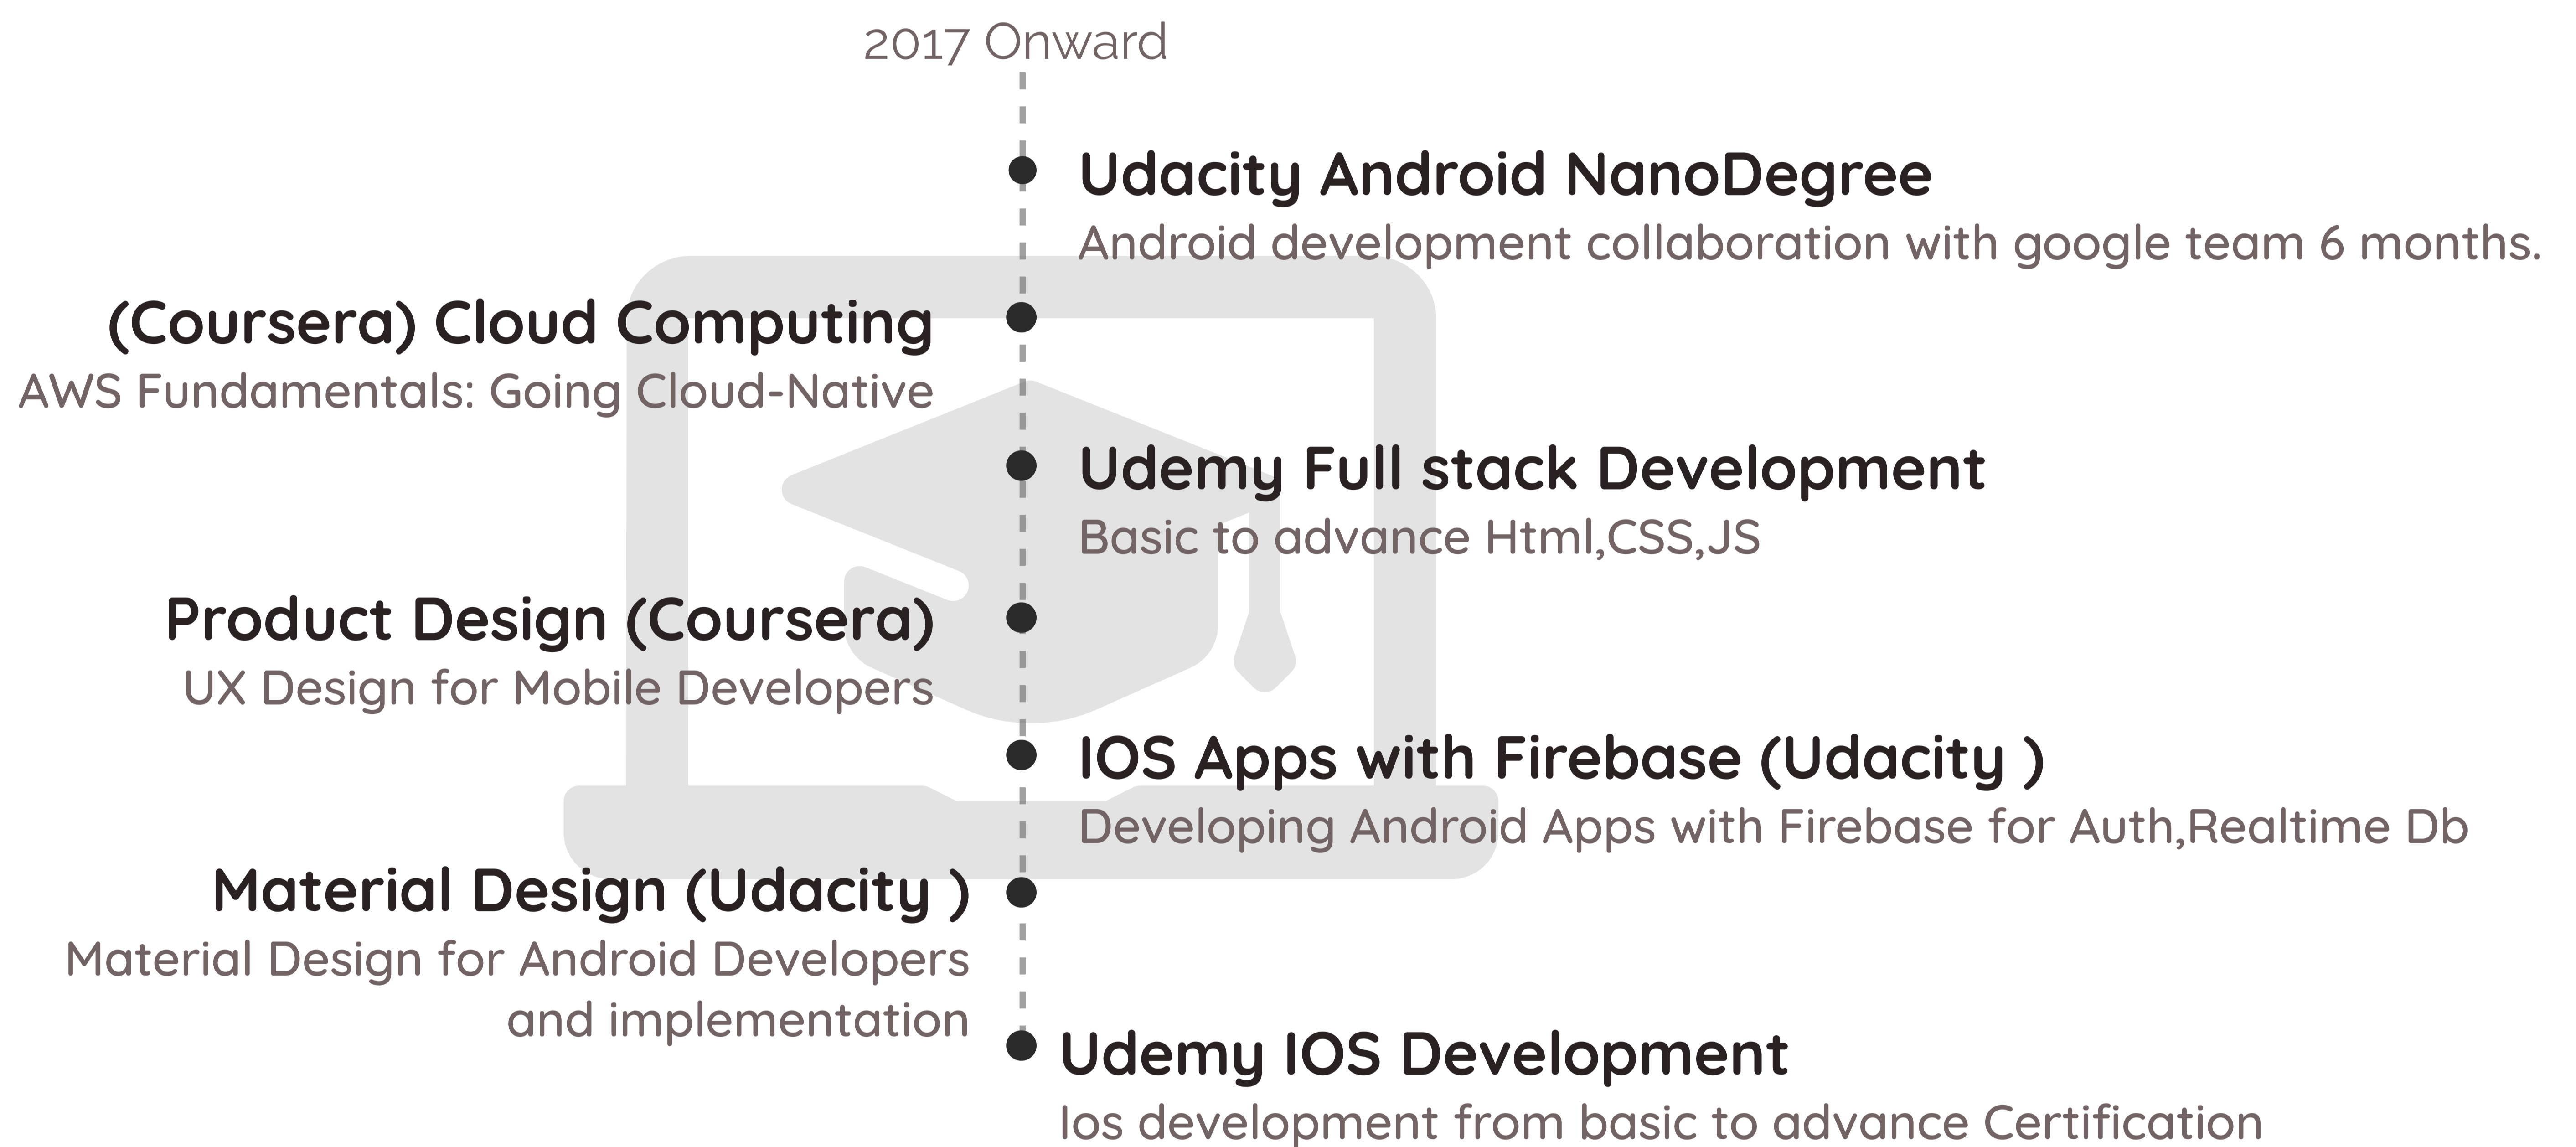 2017 Onward
Udacity Android NanoDegree
Android development collaboration with google team 6 months.
(Coursera) Cloud Computing
AWS Fundamentals: Going Cloud-Native
Udemy Full stack Development
Basic to advance Html,CSS,JS
Product Design (Coursera)
UX Design for Mobile Developers
IOS Apps with Firebase (Udacity )
Developing Android Apps with Firebase for Auth,Realtime Db
Material Design (Udacity )
Material Design for Android Developers
and implementation
Udemy IOS Development
Ios development from basic to advance Certification